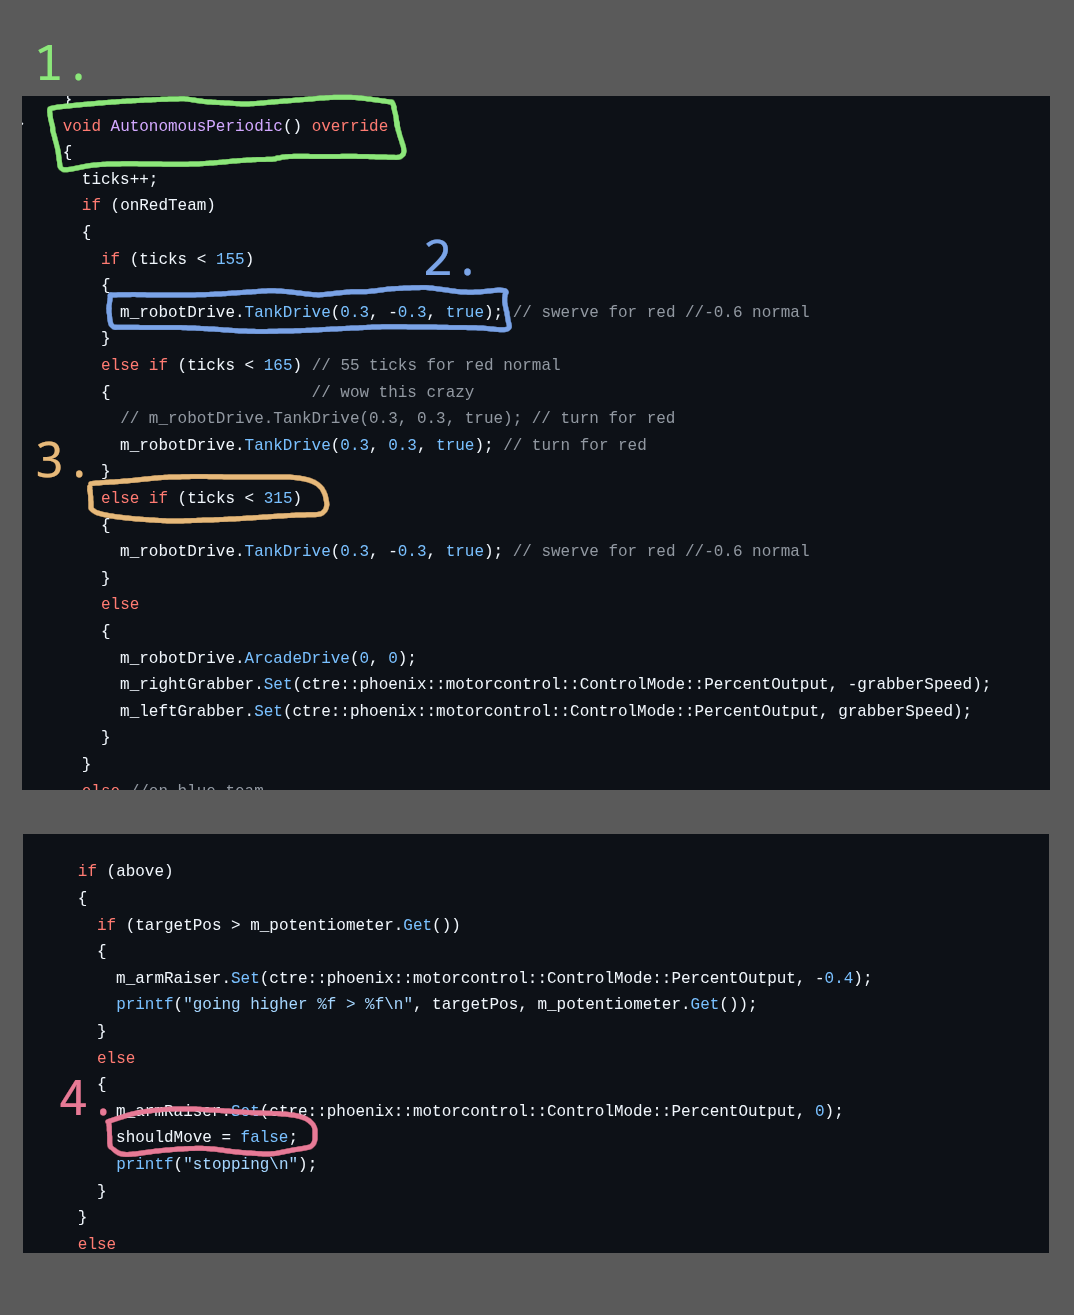 1.
}
void AutonomousPeriodic() override
{
ticks++;
if (onRedTeam)
{
if (ticks < 155)
2.
{
m_robotDrive.TankDrive(0.3, -0.3, true); // swerve for red //-0.6 normal
}
else if (ticks < 165) // 55 ticks for red normal
{ // wow this crazy
// m_robotDrive.TankDrive(0.3, 0.3, true); // turn for red
m_robotDrive.TankDrive(0.3, 0.3, true); // turn for red
3.
}
else if (ticks < 315)
{
m_robotDrive.TankDrive(0.3, -0.3, true); // swerve for red //-0.6 normal
}
else
{
m_robotDrive.ArcadeDrive(0, 0);
m_rightGrabber.Set(ctre::phoenix::motorcontrol::ControlMode::PercentOutput, -grabberSpeed);
m_leftGrabber.Set(ctre::phoenix::motorcontrol::ControlMode::PercentOutput, grabberSpeed);
}
}
else //on blue team
if (above)
{
if (targetPos > m_potentiometer.Get())
{
m_armRaiser.Set(ctre::phoenix::motorcontrol::ControlMode::PercentOutput, -0.4);
printf("going higher %f > %f\n", targetPos, m_potentiometer.Get());
}
else
{
4.
m_armRaiser.Set(ctre::phoenix::motorcontrol::ControlMode::PercentOutput, 0);
shouldMove = false;
printf("stopping\n");
}
}
else